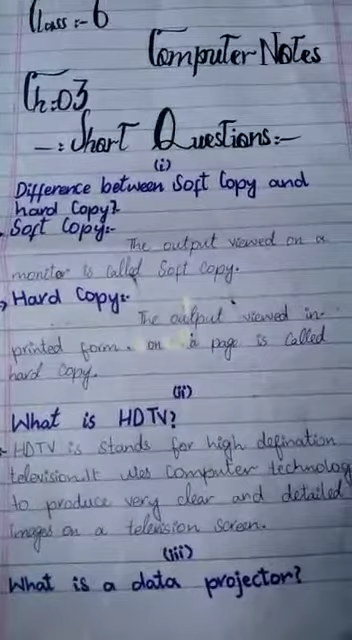 Class :- 6
Computer Notes
Ch:03
-: Short Questions:-
(i)
Difference between Soft Copy and
hard Copy?
Soft Copy:-
The output viewed on a
monitor is called Soft Copy.
Hard Copy:-
The output viewed in
printed form. on a page is called
hard copy.
(ii)
What is HDTV?
HDTV is stands for high defination
television.It uses Computer technology
to produce very clear and detailed
images on a television screen.
(iii)
What is a data projector?